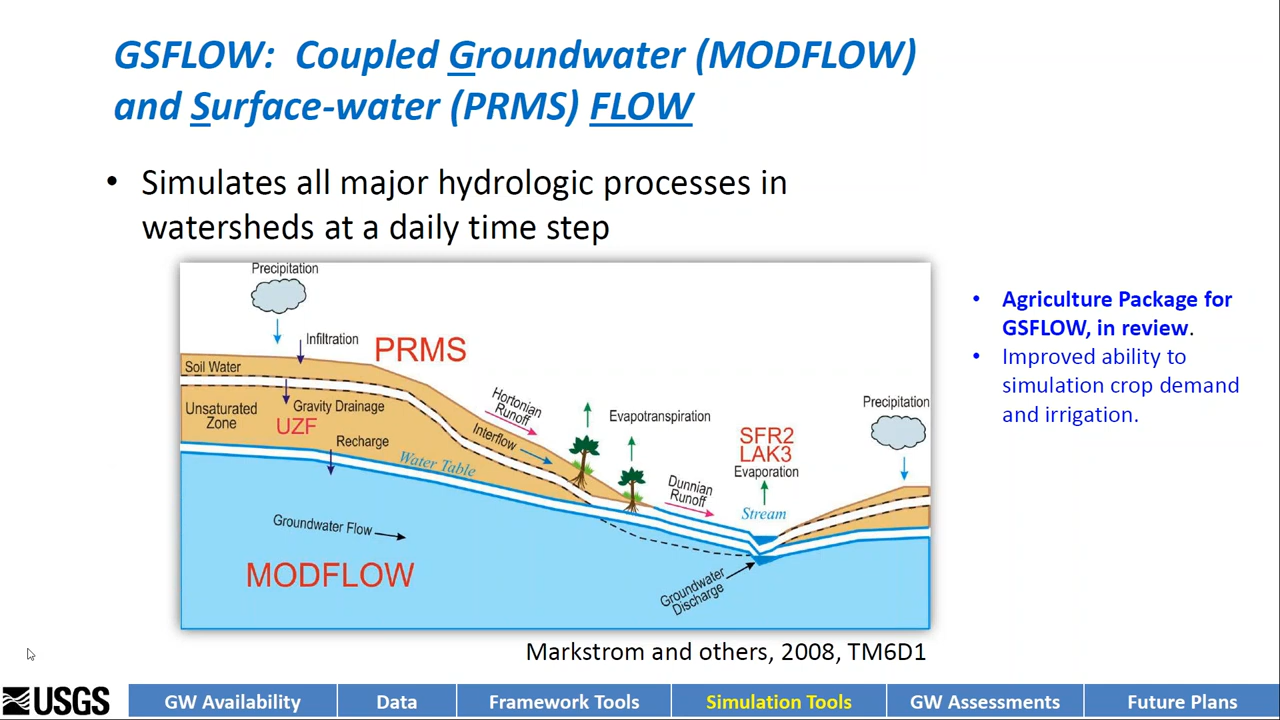 GSFLOW: Coupled Groundwater (MODFLOW)
and Surface-water (PRMS) FLOW
• Simulates all major hydrologic processes in
watersheds at a daily time step
Precipitation
Infiltration
PRMS
Soil Water
Unsaturated
Zone
Gravity Drainage
UZF
Recharge
Water Table
Hortonian
Runoff
Interflow
Evapotranspiration
Dunnian
Runoff
SFR2
LAK3
Evaporation
Stream
Precipitation
Groundwater Flow
MODFLOW
Groundwater
Discharge
• Agriculture Package for
GSFLOW, in review.
• Improved ability to
simulation crop demand
and irrigation.
Markstrom and others, 2008, TM6D1
USGS
GW Availability
Data
Framework Tools
Simulation Tools
GW Assessments
Future Plans